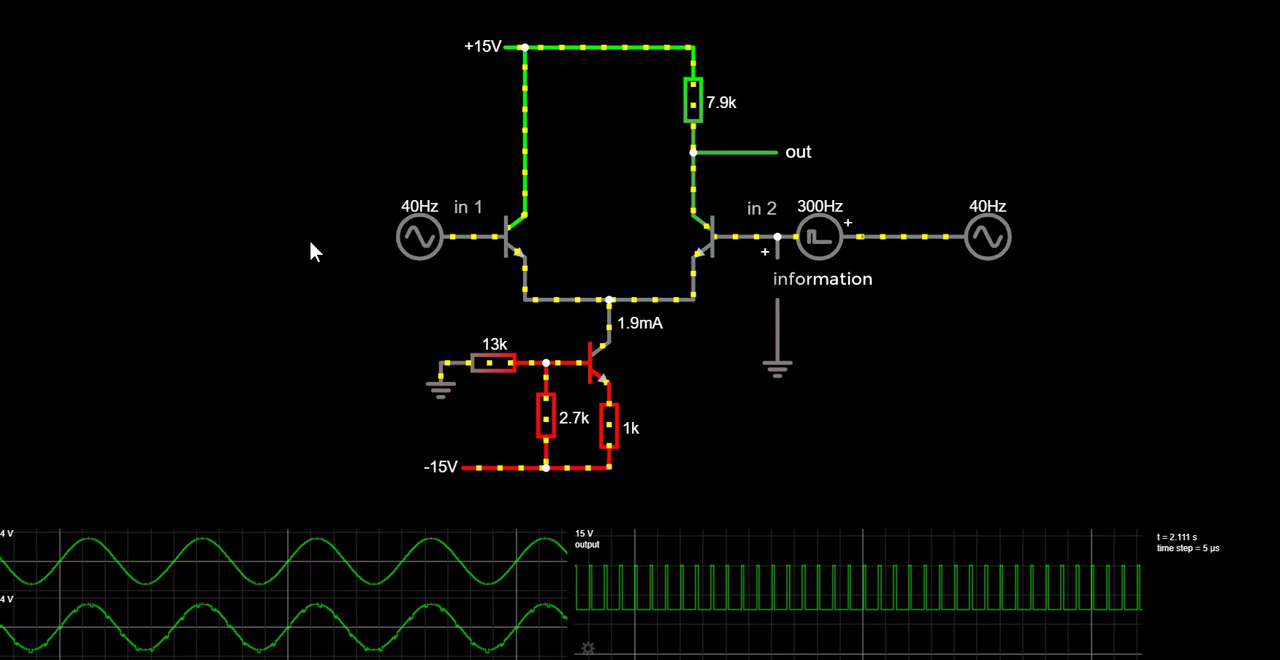 +15V
7.9k
out
40Hz
in 1
in 2
300Hz
40Hz
+
+
information
1.9mA
13k
2.7k
1k
-15V
4 V
4 V
15 V
output
t = 2.111 s
time step = 5 µs